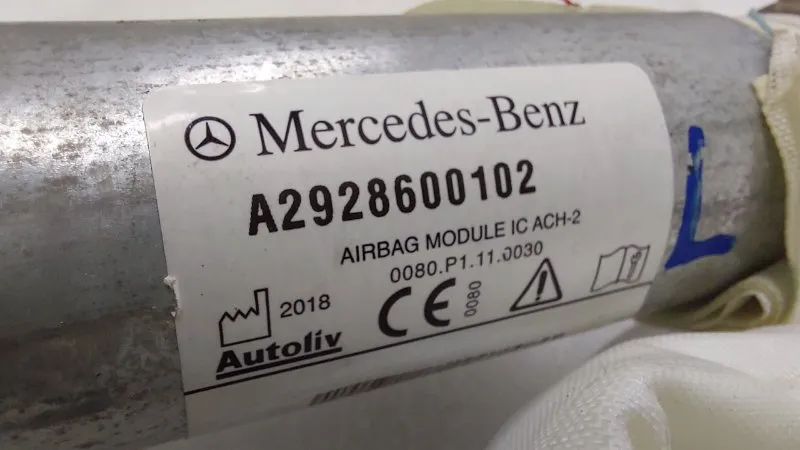 Mercedes-Benz
A2928600102
AIRBAG MODULE IC ACH-2
0080.P1.11.0030
2018
CE 0080
Autoliv
L